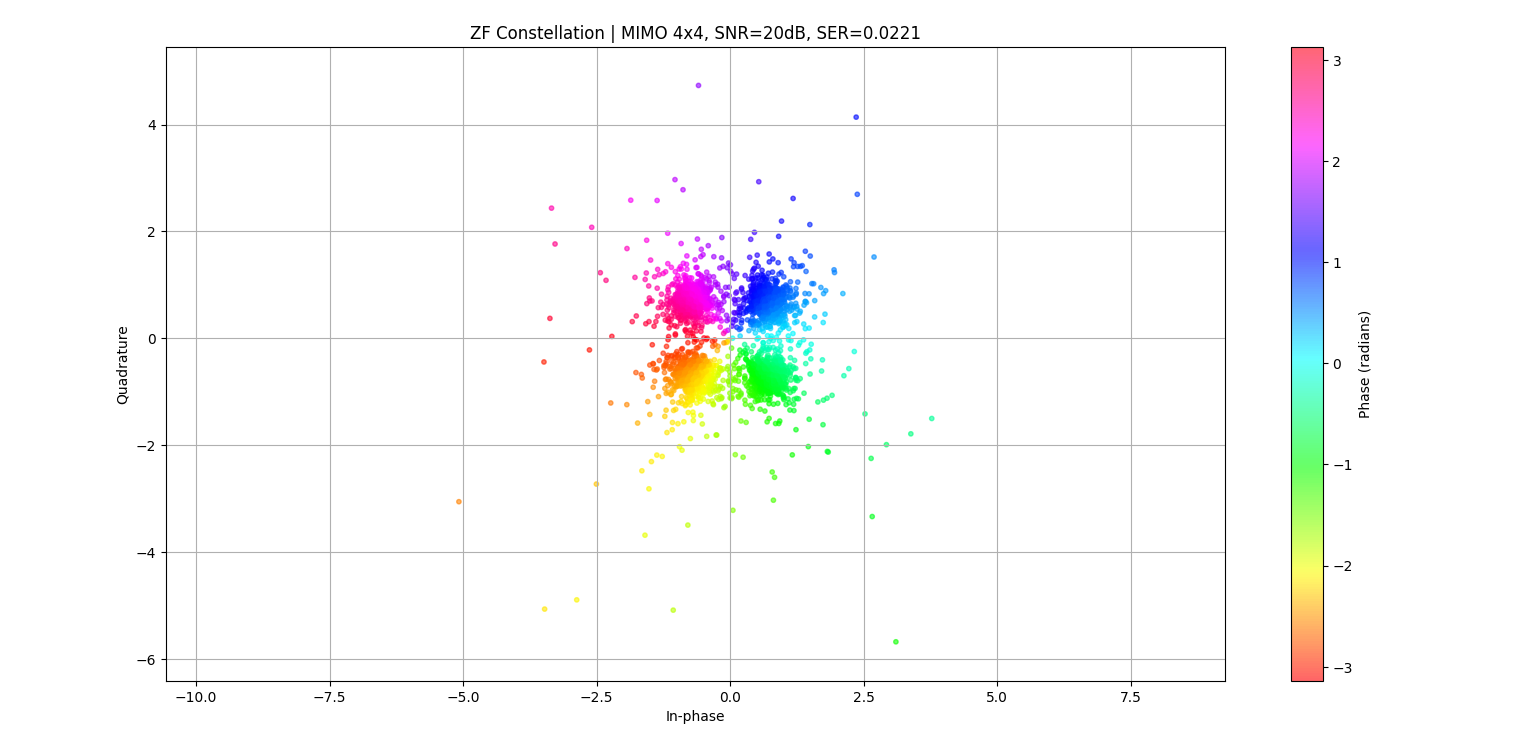 ZF Constellation | MIMO 4x4, SNR=20dB, SER=0.0221
Quadrature
4
2
0
−2
−4
−6
−10.0 −7.5 −5.0 −2.5 0.0 2.5 5.0 7.5
In-phase
3
2
1
0
−1
−2
−3
Phase (radians)